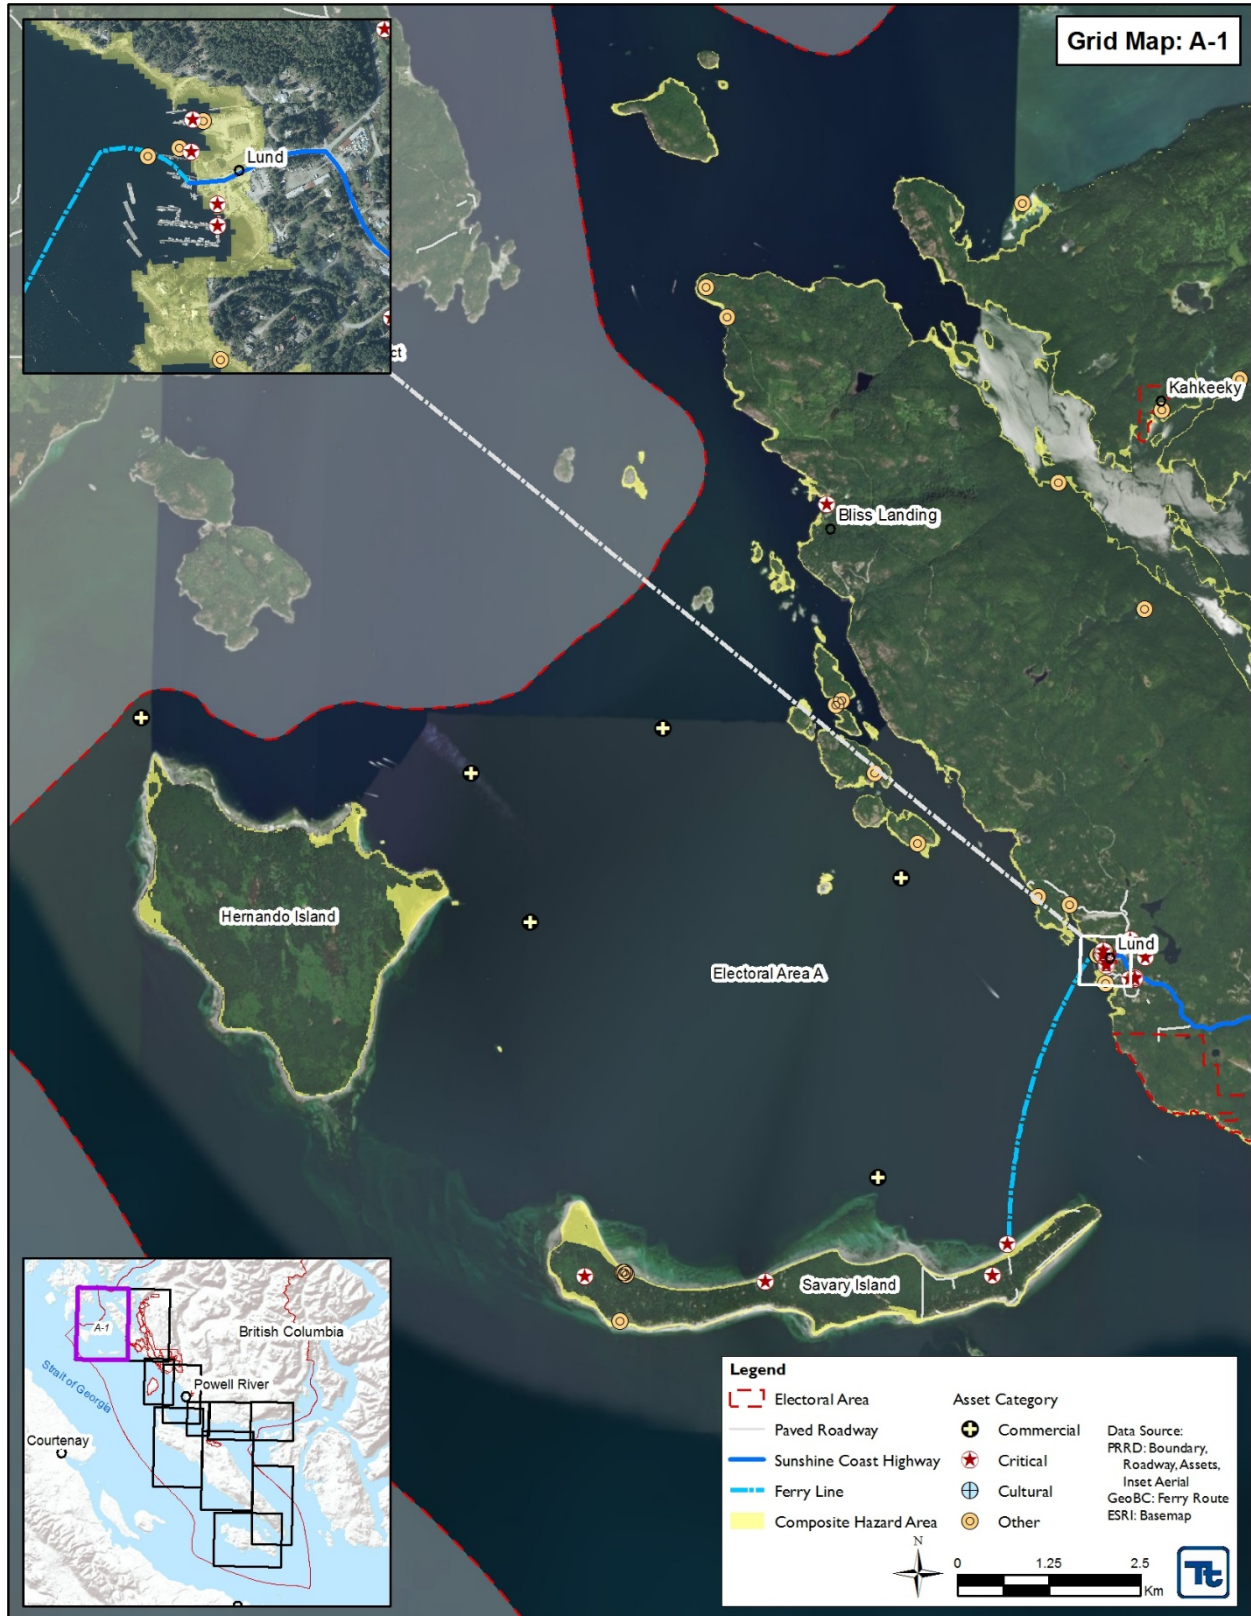 Grid Map: A-1
Lund
ct
Kahkeeky
Bliss Landing
Hernando Island
Electoral Area A
Lund
Savary Island
A-1
British Columbia
Strait of Georgia
Powell River
Courtenay
Legend
Electoral Area
Paved Roadway
Sunshine Coast Highway
Ferry Line
Composite Hazard Area
Asset Category
Commercial
Critical
Cultural
Other
Data Source:
PRRD: Boundary,
Roadway, Assets,
Inset Aerial
GeoBC: Ferry Route
ESRI: Basemap
N
0 1.25 2.5
Km
Tt